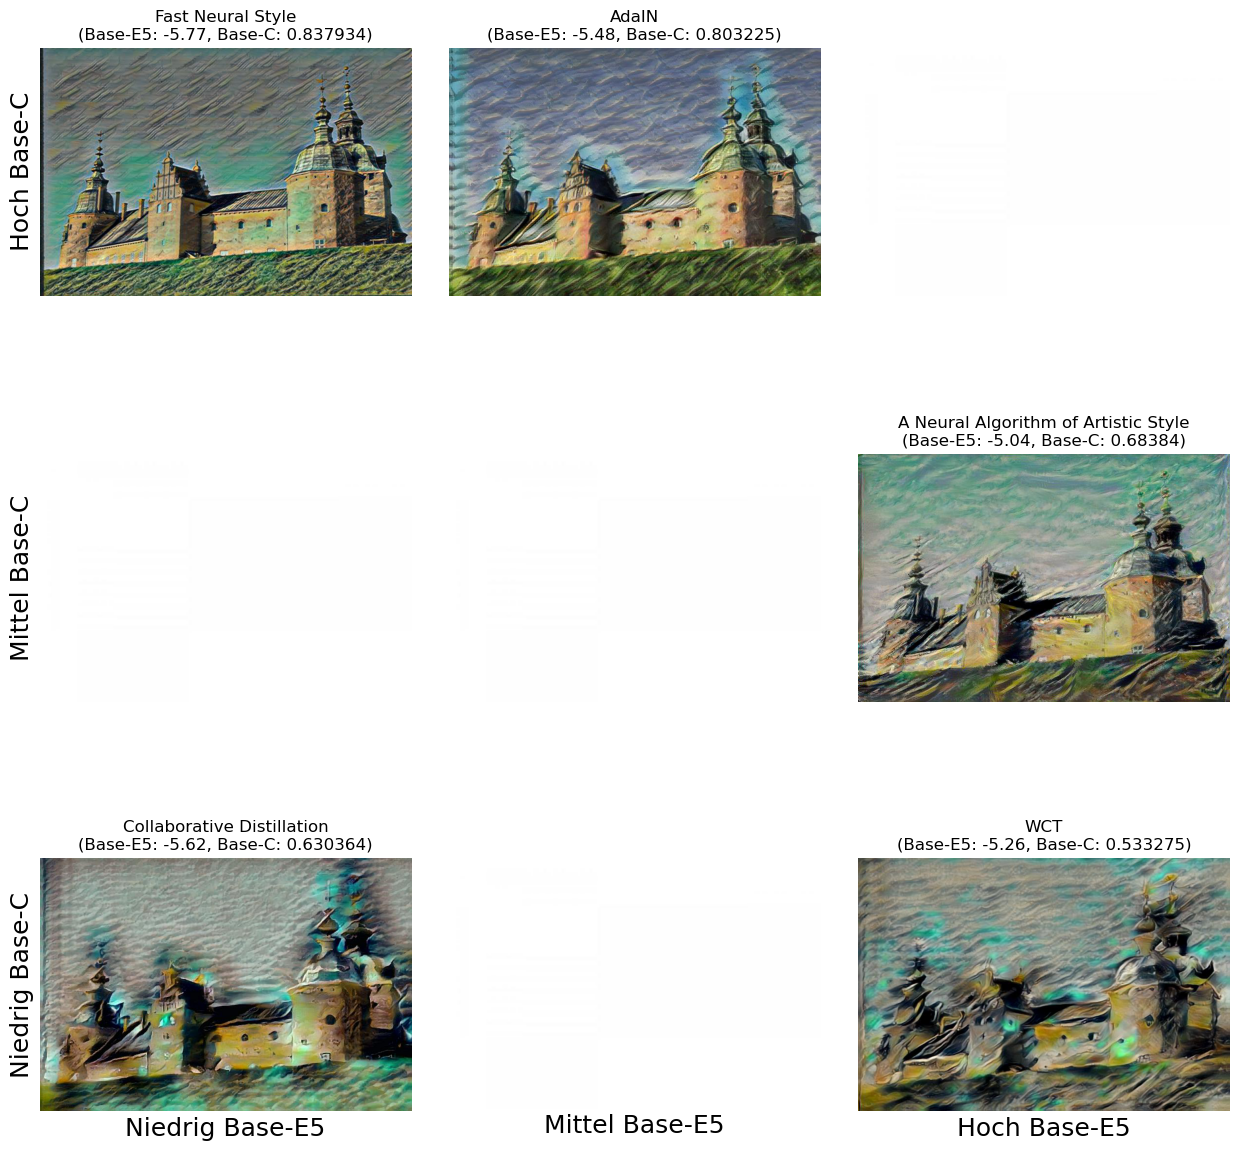 Fast Neural Style
(Base-E5: -5.77, Base-C: 0.837934)
AdaIN
(Base-E5: -5.48, Base-C: 0.803225)
Hoch Base-C
A Neural Algorithm of Artistic Style
(Base-E5: -5.04, Base-C: 0.68384)
Mittel Base-C
Collaborative Distillation
(Base-E5: -5.62, Base-C: 0.630364)
WCT
(Base-E5: -5.26, Base-C: 0.533275)
Niedrig Base-C
Niedrig Base-E5
Mittel Base-E5
Hoch Base-E5